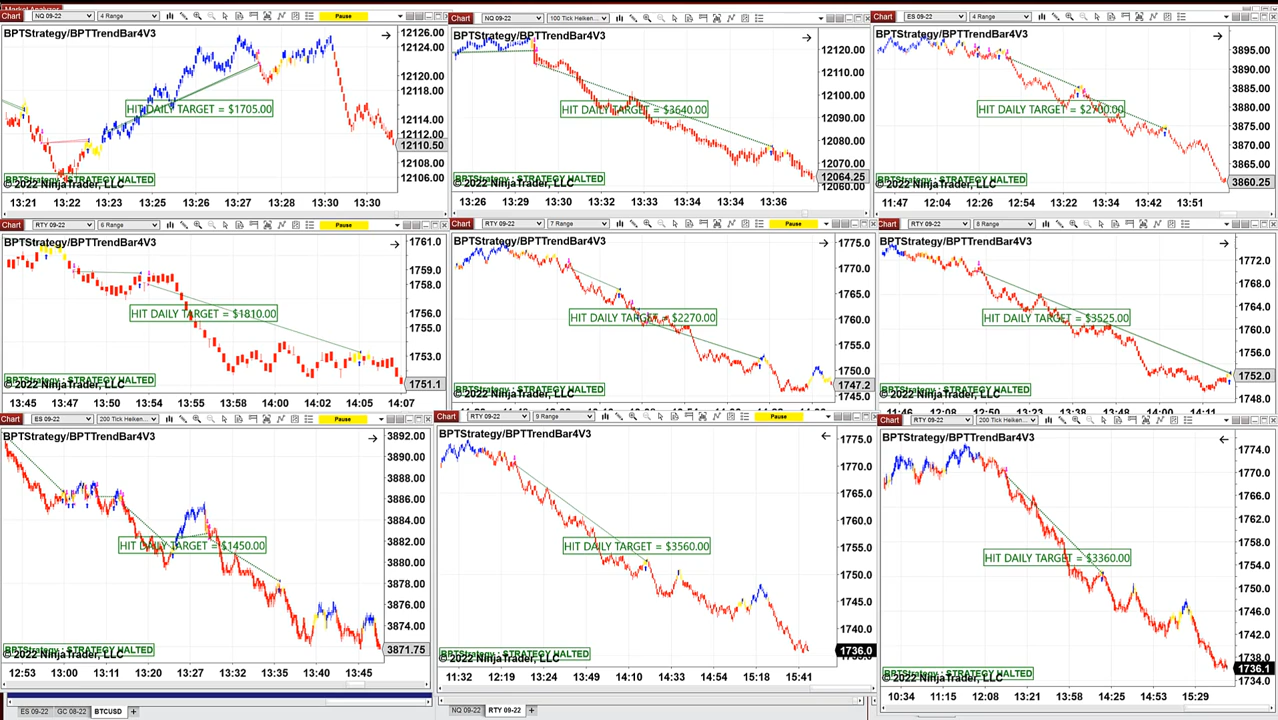 Market Analyzer
NQ 09-22 4 Range Pause
BPTStrategy/BPTTrendBar4V3
HIT DAILY TARGET = $1705.00
BPTStrategy : STRATEGY HALTED
© 2022 NinjaTrader, LLC
12126.00
12124.00
12120.00
12118.00
12114.00
12112.00
12110.50
12108.00
12106.00
13:21 13:22 13:23 13:25 13:26 13:27 13:30 13:30
Chart NQ 09-22 100 Tick Heiken...
BPTStrategy/BPTTrendBar4V3
HIT DAILY TARGET = $3640.00
BPTStrategy : STRATEGY HALTED
© 2022 NinjaTrader, LLC
12120.00
12110.00
12100.00
12090.00
12080.00
12070.00
12064.25
12060.00
13:26 13:29 13:32 13:33 13:34 13:34 13:36
Chart ES 09-22 4 Range
BPTStrategy/BPTTrendBar4V3
HIT DAILY TARGET = $2700.00
BPTStrategy : STRATEGY HALTED
© 2022 NinjaTrader, LLC
3895.00
3890.00
3885.00
3880.00
3875.00
3865.00
3860.25
11:47 12:04 12:26 12:54 13:22 13:34 13:42 13:51
Chart RTY 09-22 6 Range Pause
BPTStrategy/BPTTrendBar4V3
HIT DAILY TARGET = $1810.00
BPTStrategy : STRATEGY HALTED
© 2022 NinjaTrader, LLC
1761.0
1759.0
1758.0
1756.0
1755.0
1753.0
1751.1
13:45 13:47 13:52 13:54 13:55 13:58 14:02 14:05 14:07
Chart RTY 09-22 7 Range Pause
BPTStrategy/BPTTrendBar4V3
HIT DAILY TARGET = $2270.00
BPTStrategy : STRATEGY HALTED
© 2022 NinjaTrader, LLC
1775.0
1770.0
1765.0
1760.0
1755.0
1750.0
1747.2
1745.0
Chart RTY 09-22 8 Range
BPTStrategy/BPTTrendBar4V3
HIT DAILY TARGET = $3525.00
BPTStrategy : STRATEGY HALTED
© 2022 NinjaTrader, LLC
1772.0
1768.0
1764.0
1760.0
1756.0
1752.0
1748.0
11:46 12:08 12:50 13:23 13:38 13:48 14:00 14:11
Chart ES 09-22 200 Tick Heiken... Pause
BPTStrategy/BPTTrendBar4V3
HIT DAILY TARGET = $1450.00
BPTStrategy : STRATEGY HALTED
© 2022 NinjaTrader, LLC
3892.00
3890.00
3888.00
3886.00
3884.00
3882.00
3880.00
3878.00
3876.00
3874.00
3871.75
12:53 13:00 13:12 13:20 13:27 13:32 13:36 13:40 13:45
Chart RTY 09-22 9 Range Pause
BPTStrategy/BPTTrendBar4V3
HIT DAILY TARGET = $3560.00
BPTStrategy : STRATEGY HALTED
© 2022 NinjaTrader, LLC
1775.0
1770.0
1765.0
1760.0
1755.0
1750.0
1745.0
1740.0
1736.0
11:32 12:19 13:24 13:49 14:10 14:33 14:54 15:18 15:41
Chart RTY 09-22 200 Tick Heiken...
BPTStrategy/BPTTrendBar4V3
HIT DAILY TARGET = $3360.00
BPTStrategy : STRATEGY HALTED
© 2022 NinjaTrader, LLC
1774.0
1770.0
1766.0
1762.0
1758.0
1754.0
1750.0
1746.0
1742.0
1738.0
1736.1
1734.0
10:34 11:15 12:08 13:21 13:58 14:25 14:53 15:29
ES 09-22 GC 08-22 BTCUSD +
NQ 09-22 RTY 09-22 +